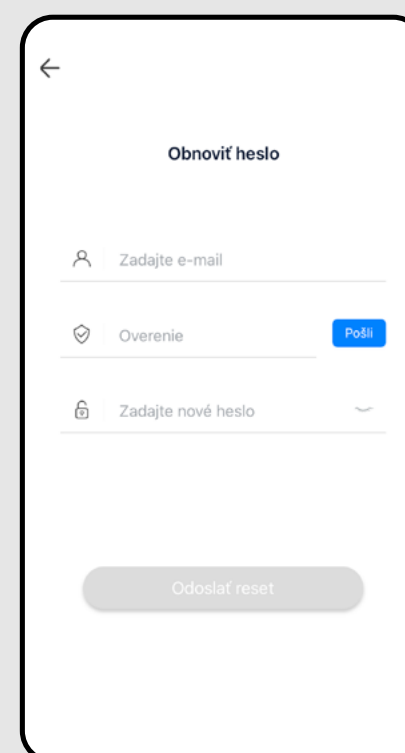 Obnoviť heslo
Zadajte e-mail
Overenie
Pošli
Zadajte nové heslo
Odoslať reset